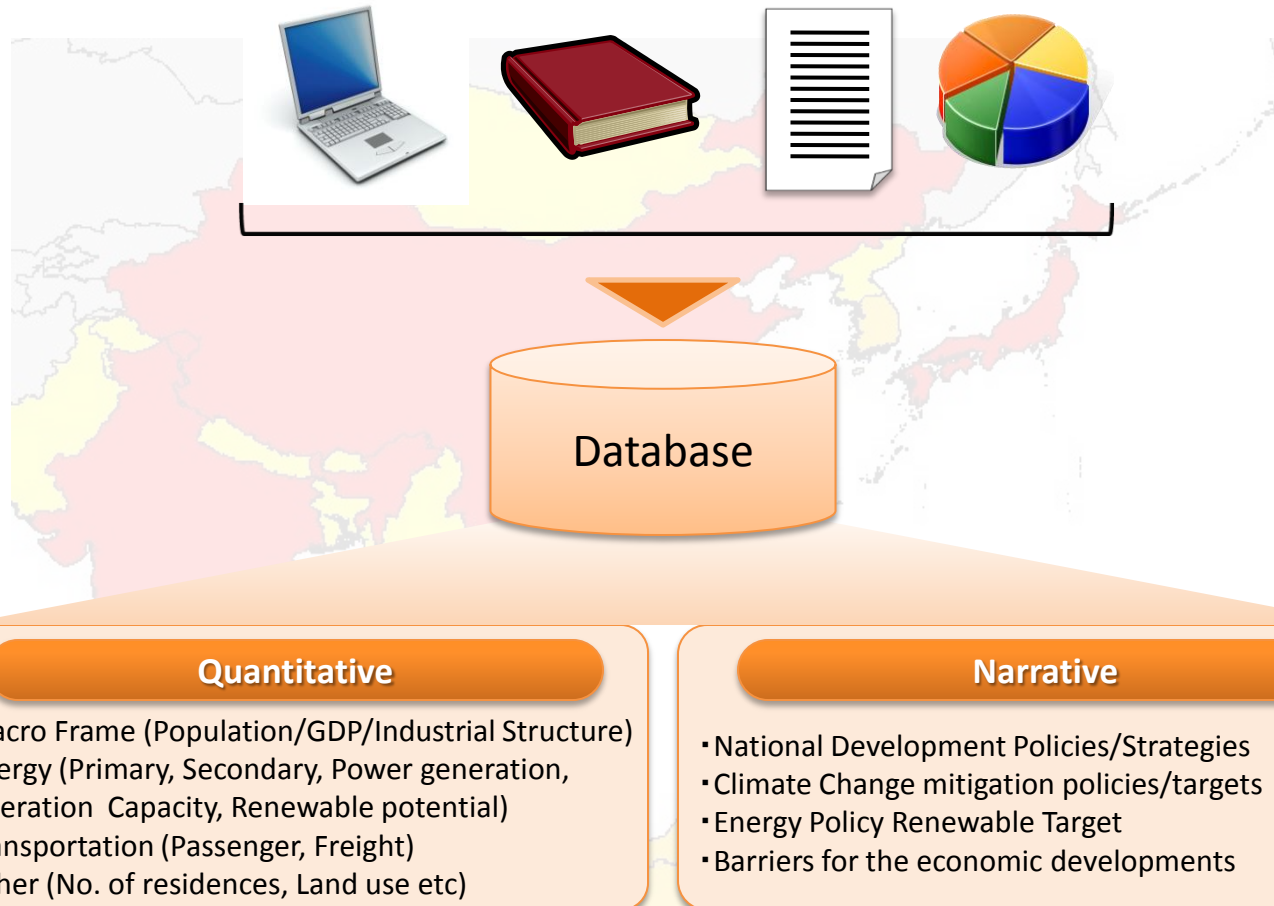 Database
Quantitative
acro Frame (Population/GDP/Industrial Structure)
ergy (Primary, Secondary, Power generation,
eration Capacity, Renewable potential)
ansportation (Passenger, Freight)
her (No. of residences, Land use etc)
Narrative
・National Development Policies/Strategies
・Climate Change mitigation policies/targets
・Energy Policy Renewable Target
・Barriers for the economic developments